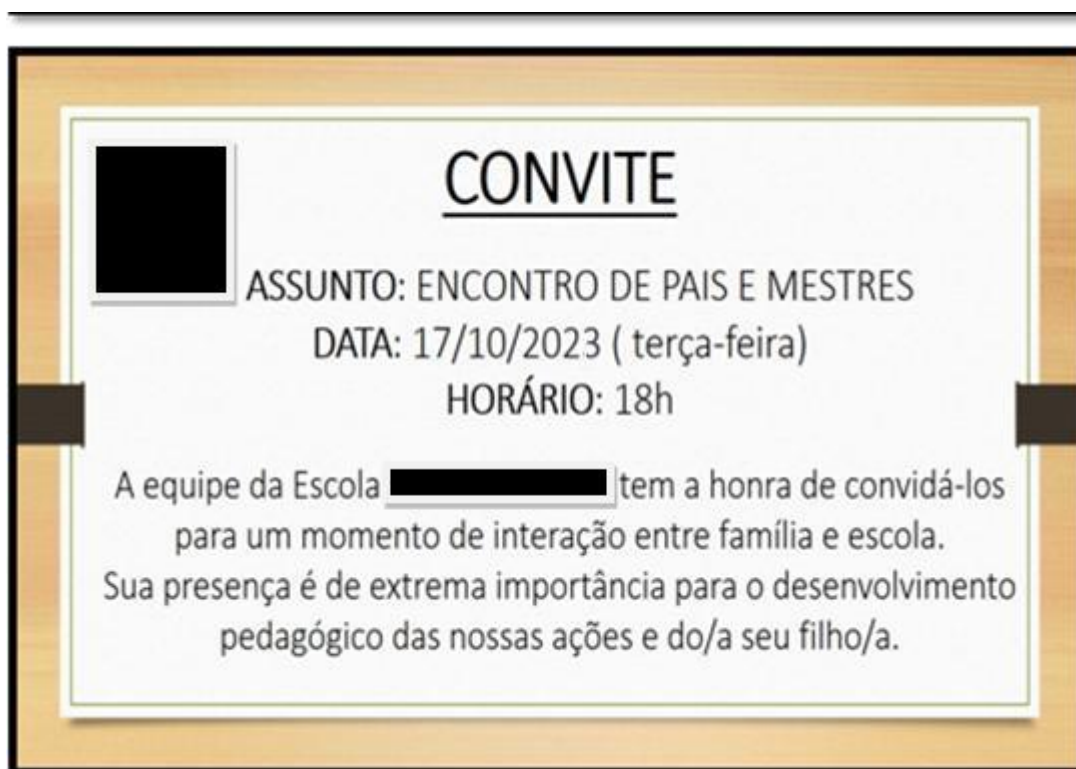 CONVITE
ASSUNTO: ENCONTRO DE PAIS E MESTRES
DATA: 17/10/2023 ( terça-feira)
HORÁRIO: 18h
A equipe da Escola tem a honra de convidá-los
para um momento de interação entre família e escola.
Sua presença é de extrema importância para o desenvolvimento
pedagógico das nossas ações e do/a seu filho/a.